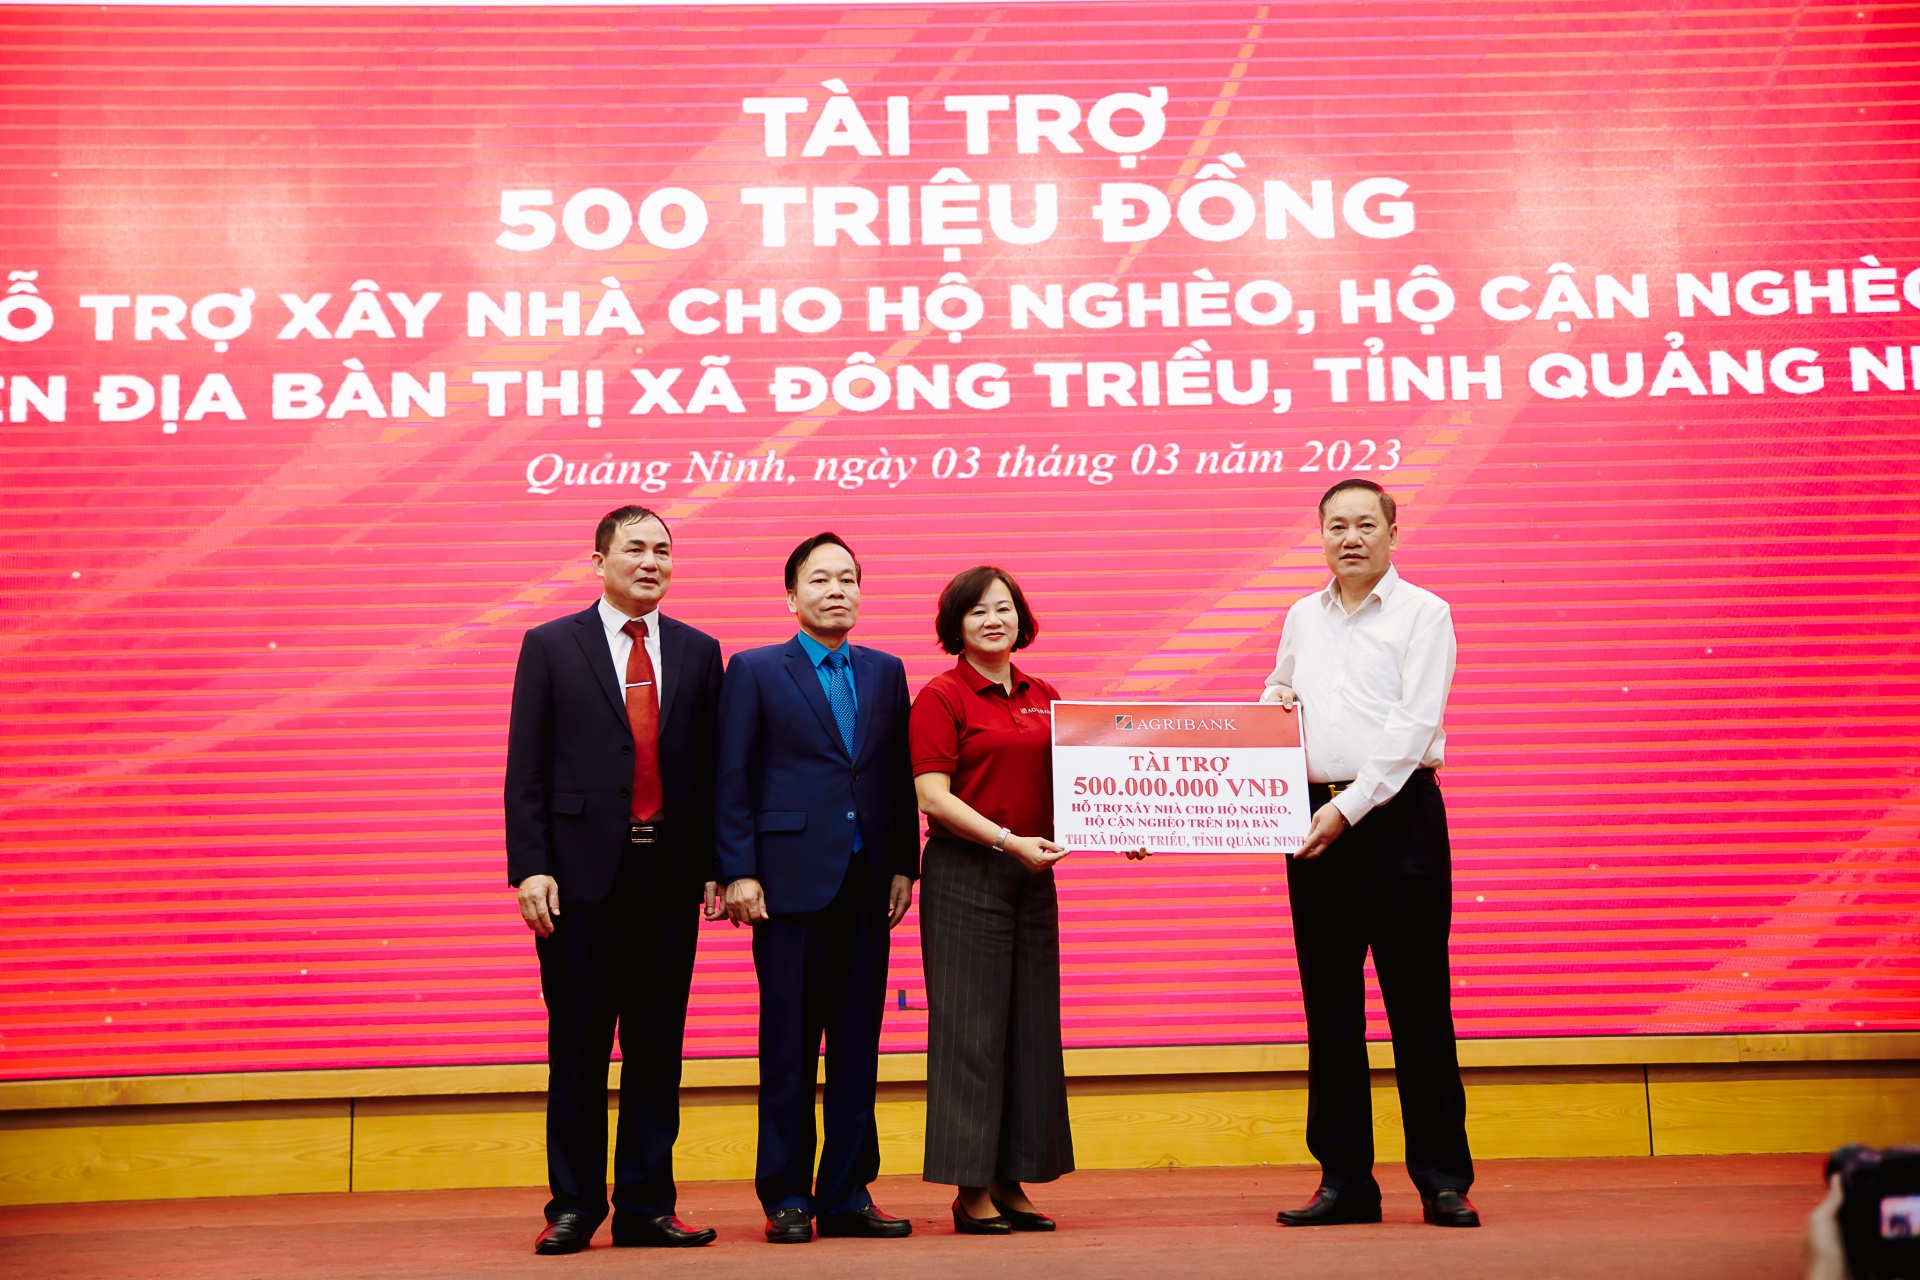 TÀI TRỢ
500 TRIỆU ĐỒNG
TRỢ XÂY NHÀ CHO HỘ NGHÈO, HỘ CẬN NGHÈO
ĐỊA BÀN THỊ XÃ ĐÔNG TRIỀU, TỈNH QUẢNG
Quảng Ninh, ngày 03 tháng 03 năm 2023
AGRIBANK
AGRIBANK
TÀI TRỢ
500.000.000 VNĐ
HỖ TRỢ XÂY NHÀ CHO HỘ NGHÈO,
HỘ CẬN NGHÈO TRÊN ĐỊA BÀN
THỊ XÃ ĐÔNG TRIỀU, TỈNH QUẢNG NINH